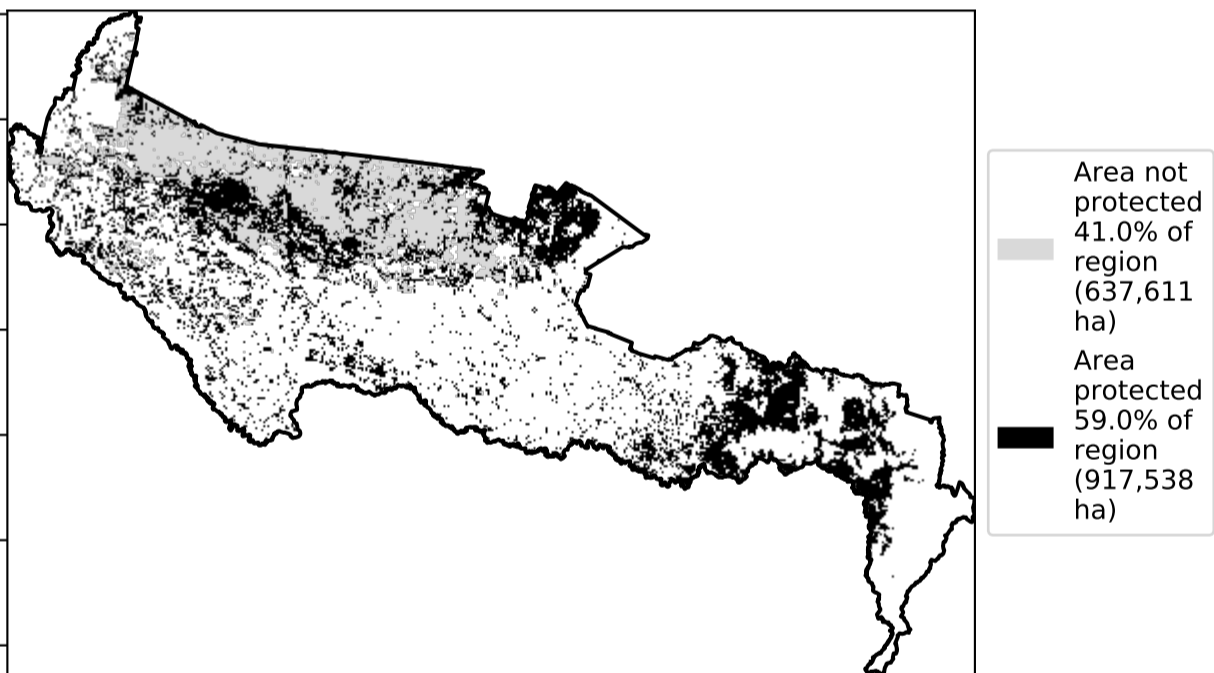 Area not
protected
41.0% of
region
(637,611
ha)
Area
protected
59.0% of
region
(917,538
ha)